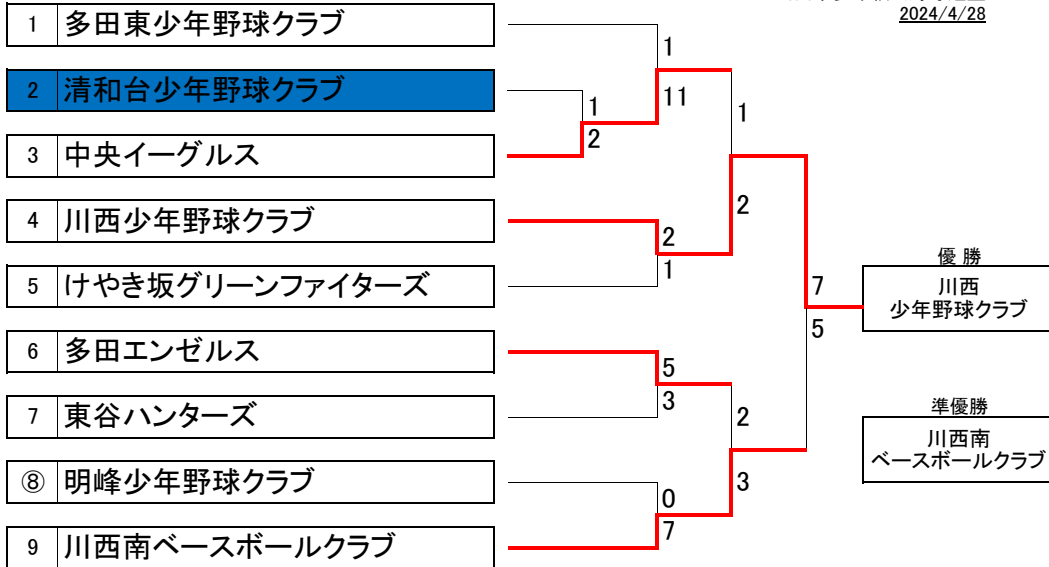 2024/4/28
1 多田東少年野球クラブ
1
2 清和台少年野球クラブ
1
11
1
2
3 中央イーグルス
4 川西少年野球クラブ
2
2
1
5 けやき坂グリーンファイターズ
優 勝
7
川西
少年野球クラブ
5
6 多田エンゼルス
5
3
2
7 東谷ハンターズ
準優勝
川西南
ベースボールクラブ
⑧ 明峰少年野球クラブ
3
0
7
9 川西南ベースボールクラブ